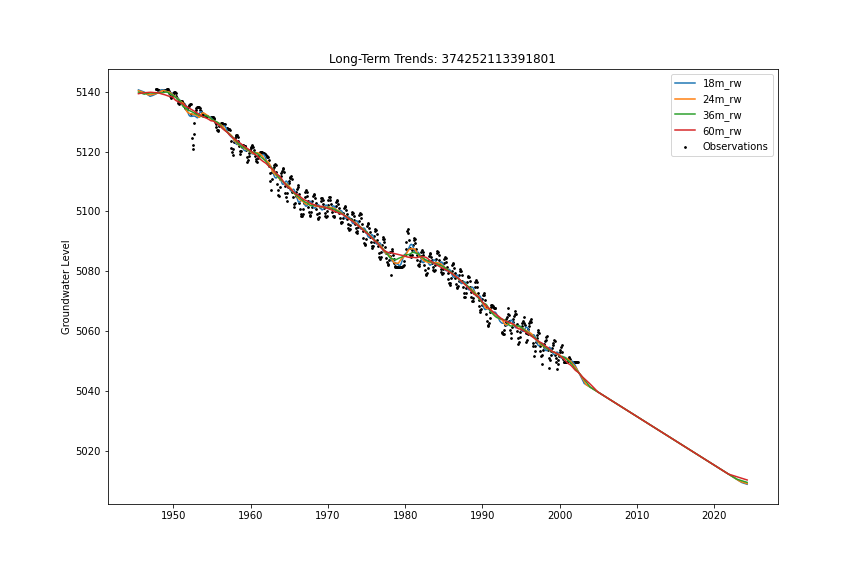 Long-Term Trends: 374252113391801
18m_rw
24m_rw
36m_rw
60m_rw
Observations
Groundwater Level
5140
5120
5100
5080
5060
5040
5020
1950 1960 1970 1980 1990 2000 2010 2020